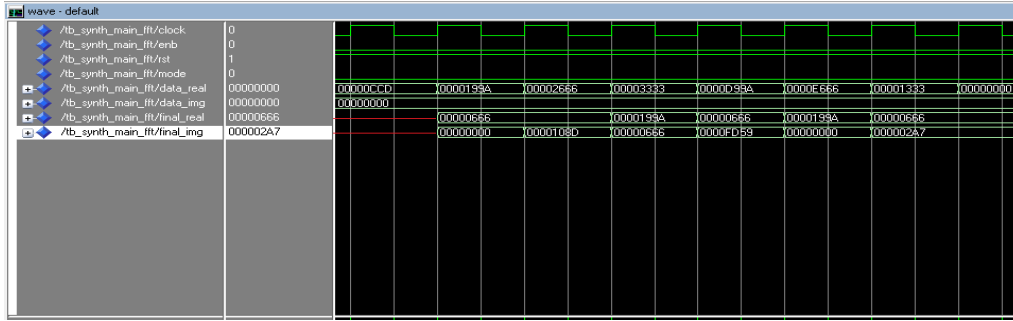 wave - default
/tb_synth_main_fft/clock 0
/tb_synth_main_fft/enb 0
/tb_synth_main_fft/rst 1
/tb_synth_main_fft/mode 0
/tb_synth_main_fft/data_real 00000000 00000CCD 0000199A 00002666 00003333 0000D99A 0000E666 00001333 00000000
/tb_synth_main_fft/data_img 00000000 00000000
/tb_synth_main_fft/final_real 00000666 00000666 0000199A 00000666 0000199A 00000666
/tb_synth_main_fft/final_img 000002A7 00000000 0000108D 00000666 0000FD59 00000000 000002A7